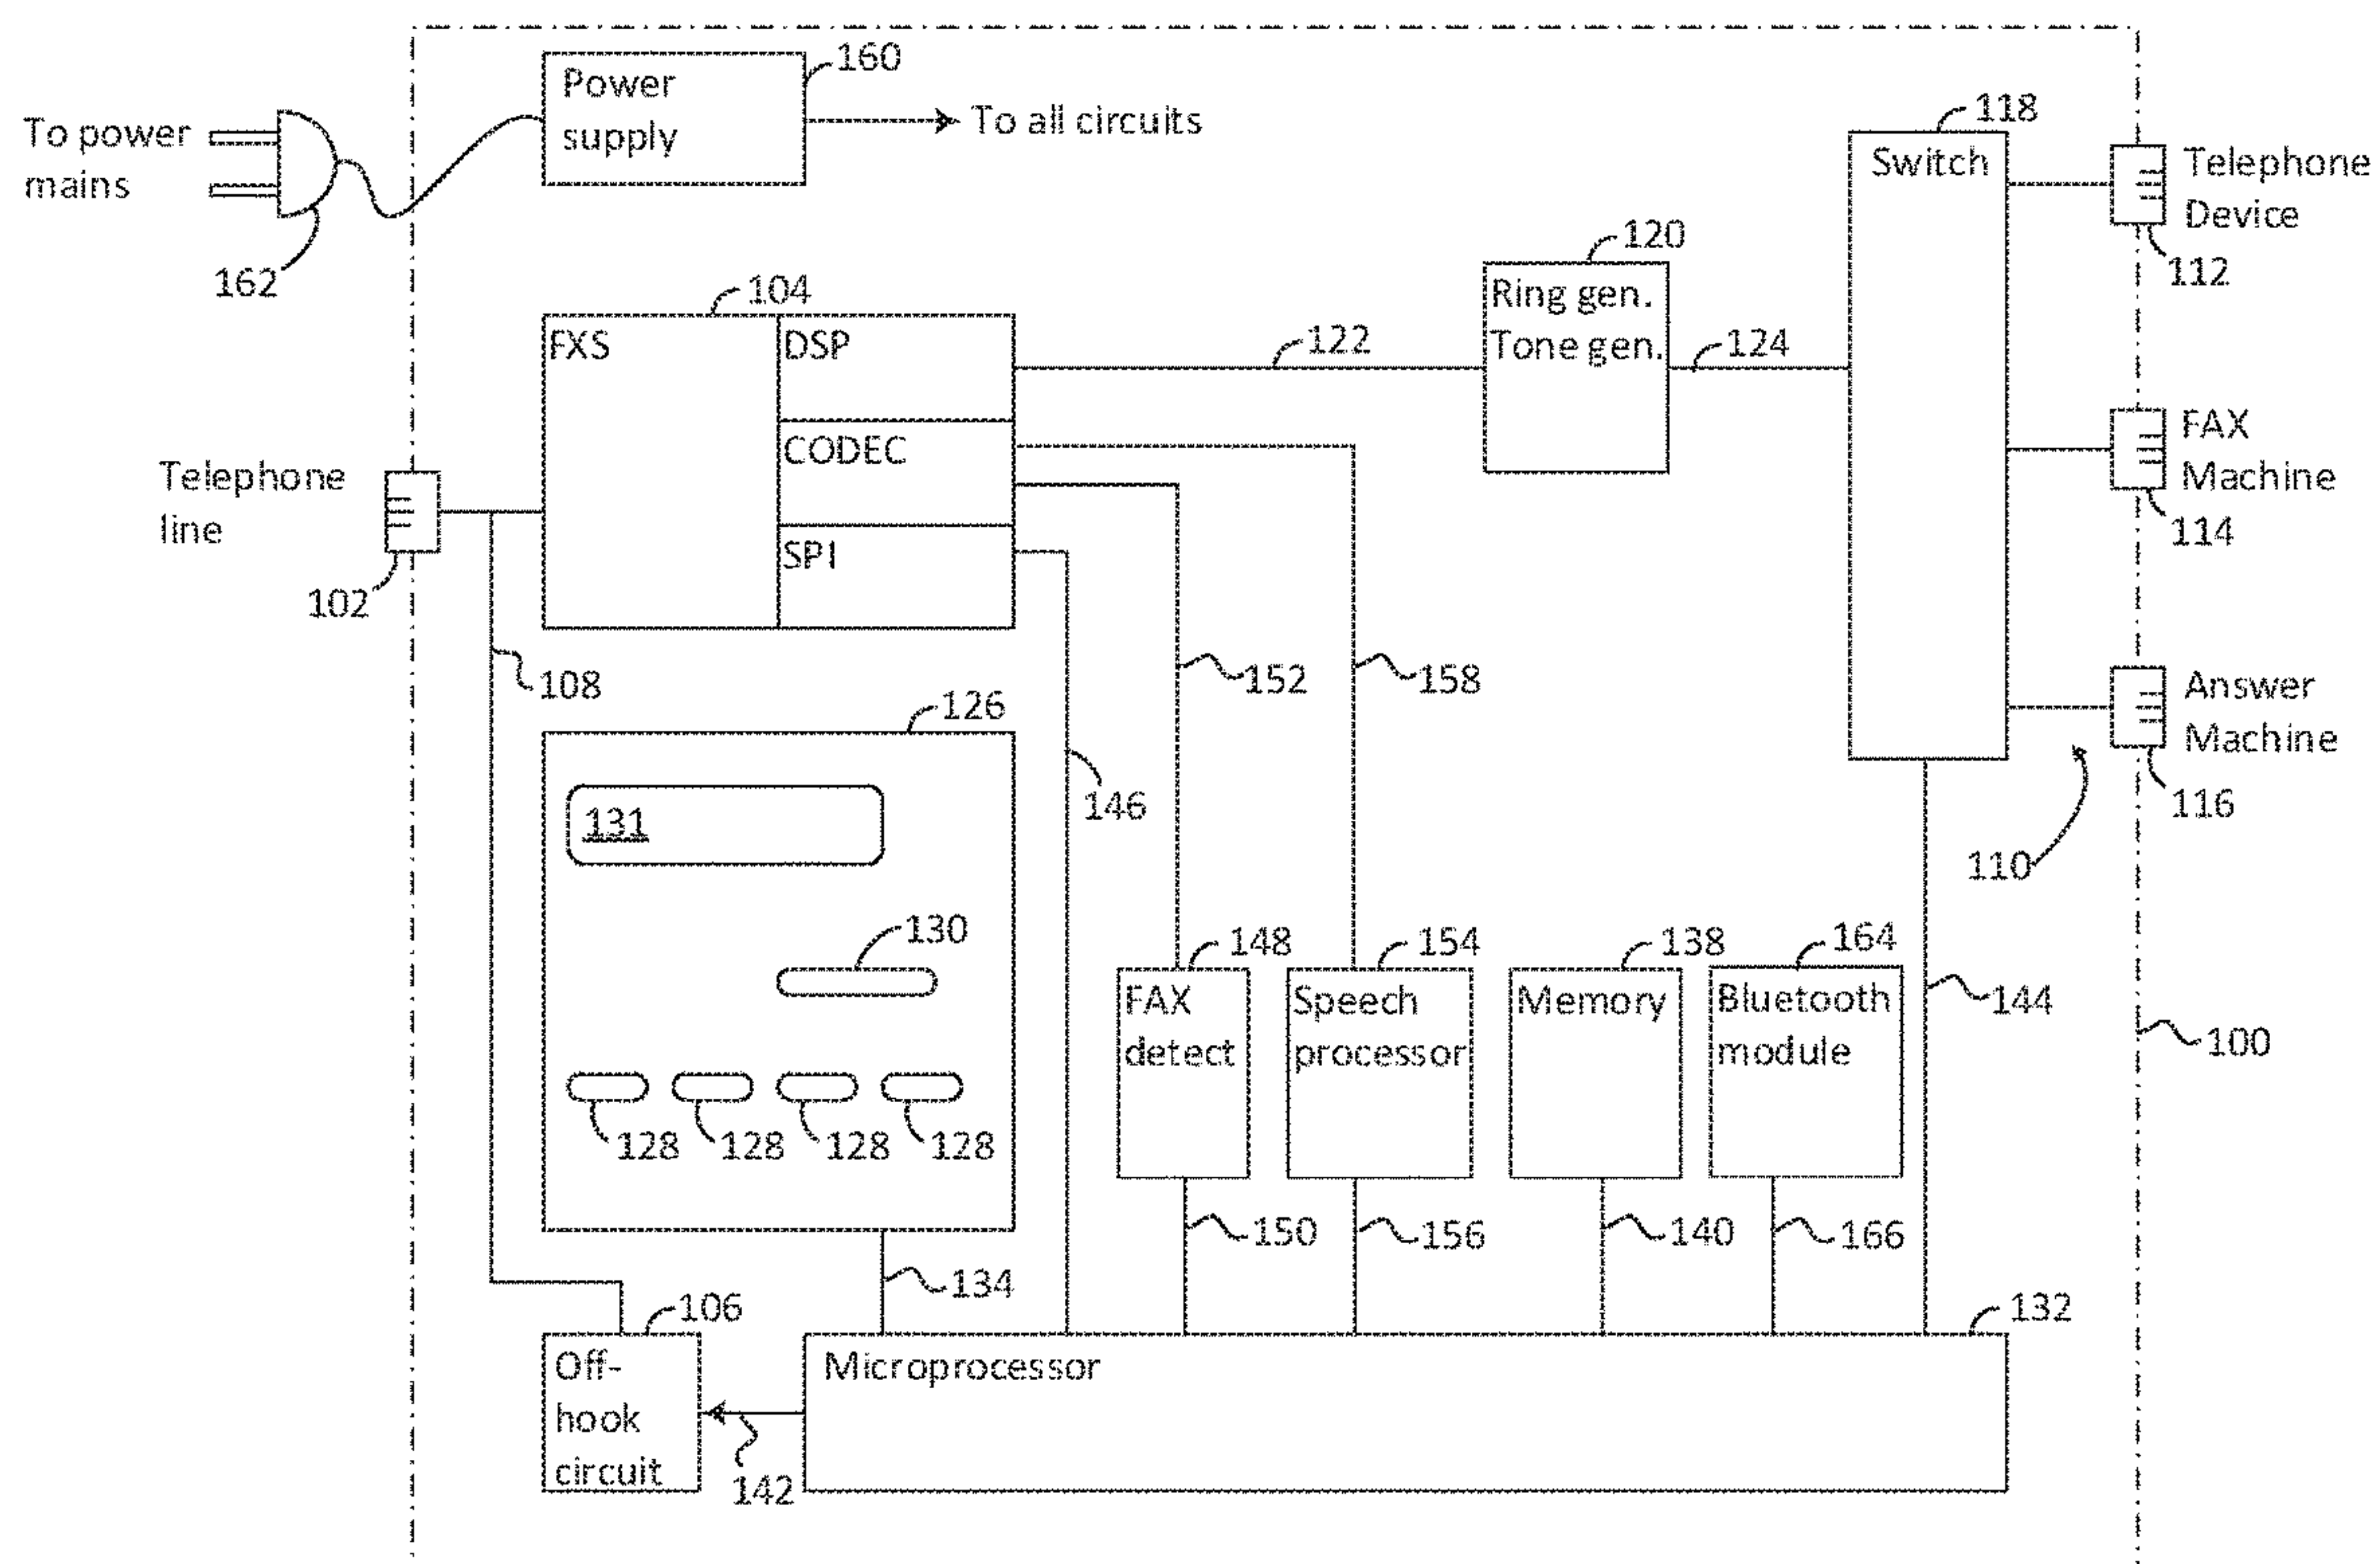 160
Power
supply
To all circuits
To power
mains
162
118
Switch
Telephone
Device
112
120
Ring gen.
Tone gen.
104
FXS
DSP
CODEC
SPI
122
124
FAX
Machine
114
Telephone
line
102
108
152
158
126
146
Answer
Machine
116
110
131
130
148
154
138
164
FAX
detect
Speech
processor
Memory
Bluetooth
module
144
100
128
128
128
128
150
156
140
166
134
106
132
Off-
hook
circuit
Microprocessor
142